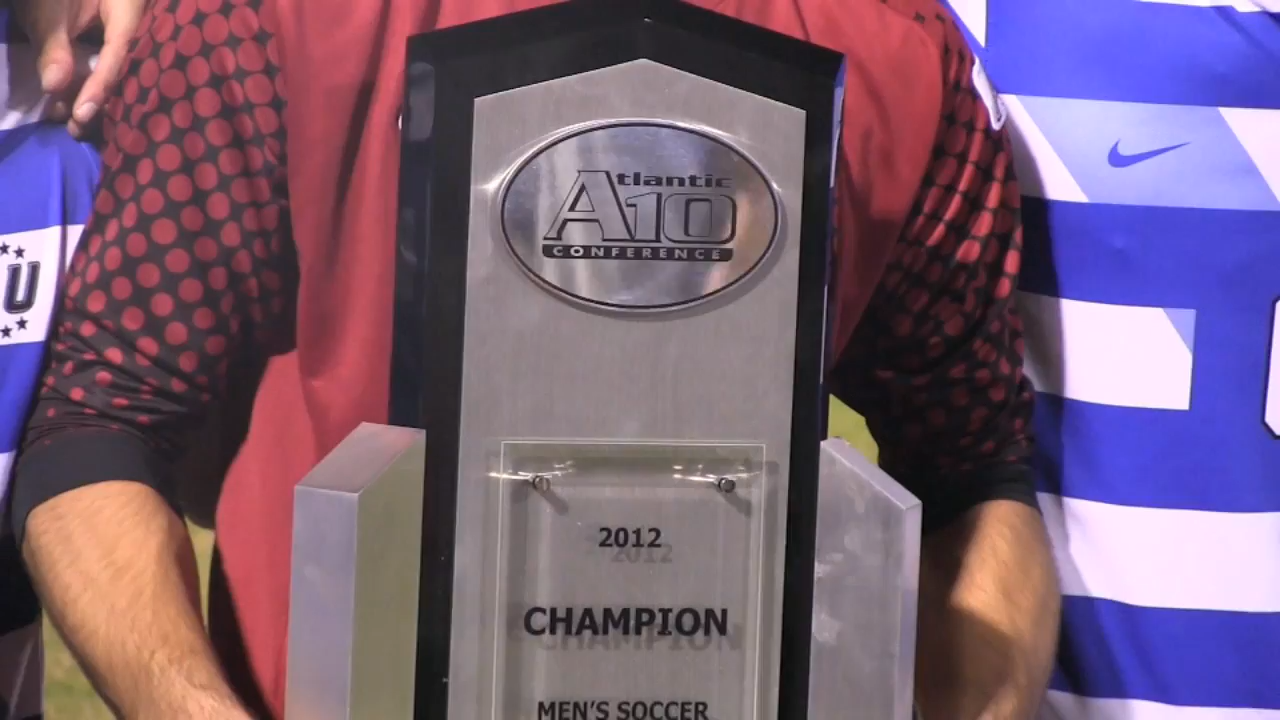 Atlantic
A10
CONFERENCE
2012
CHAMPION
MEN'S SOCCER
U